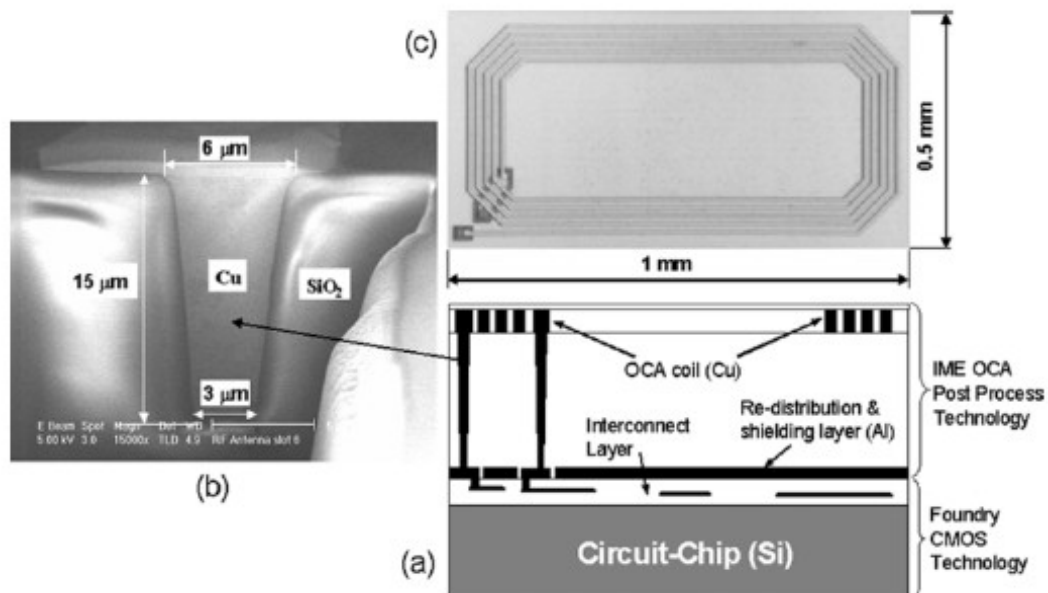 (c)
0.5 mm
1 mm
6 μm
15 μm
Cu
SiO2
3 μm
E Beam Spot Magn Det WD
5.00 kV 3.0 15000x TLD 4.9 RF Antenna slot 6
(b)
OCA coil (Cu)
Interconnect
Layer
Re-distribution &
shielding layer (Al)
IME OCA
Post Process
Technology
Circuit-Chip (Si)
(a)
Foundry
CMOS
Technology